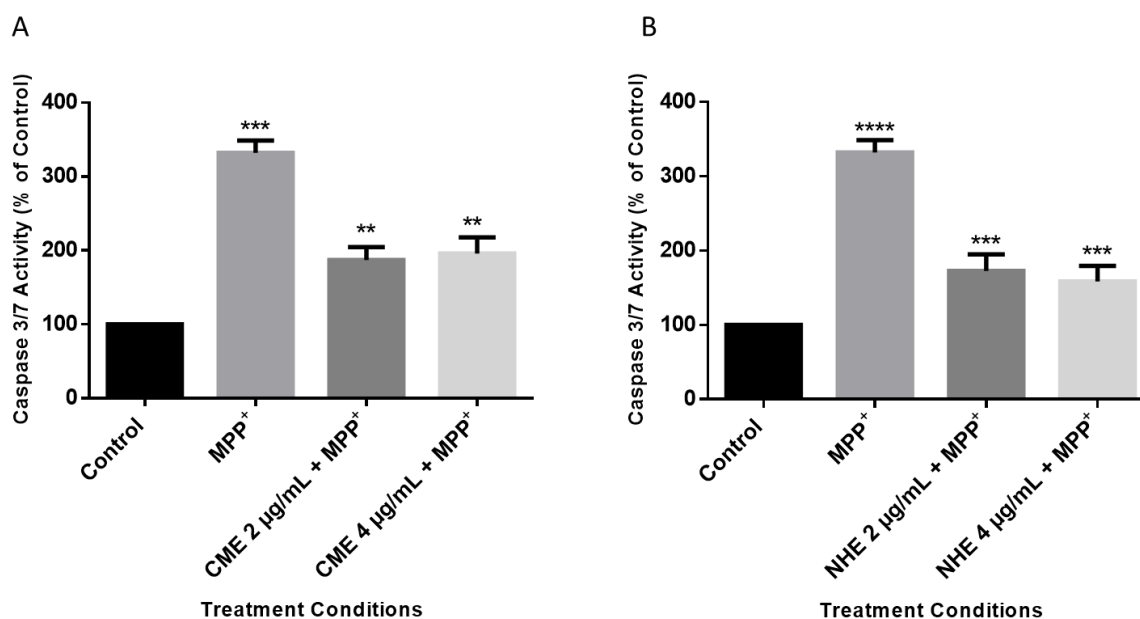 A
Caspase 3/7 Activity (% of Control)
400
300
200
100
0
***
**
**
Control
MPP⁺
CME 2 µg/mL + MPP⁺
CME 4 µg/mL + MPP⁺
Treatment Conditions
B
Caspase 3/7 Activity (% of Control)
400
300
200
100
0
****
***
***
Control
MPP⁺
NHE 2 µg/mL + MPP⁺
NHE 4 µg/mL + MPP⁺
Treatment Conditions